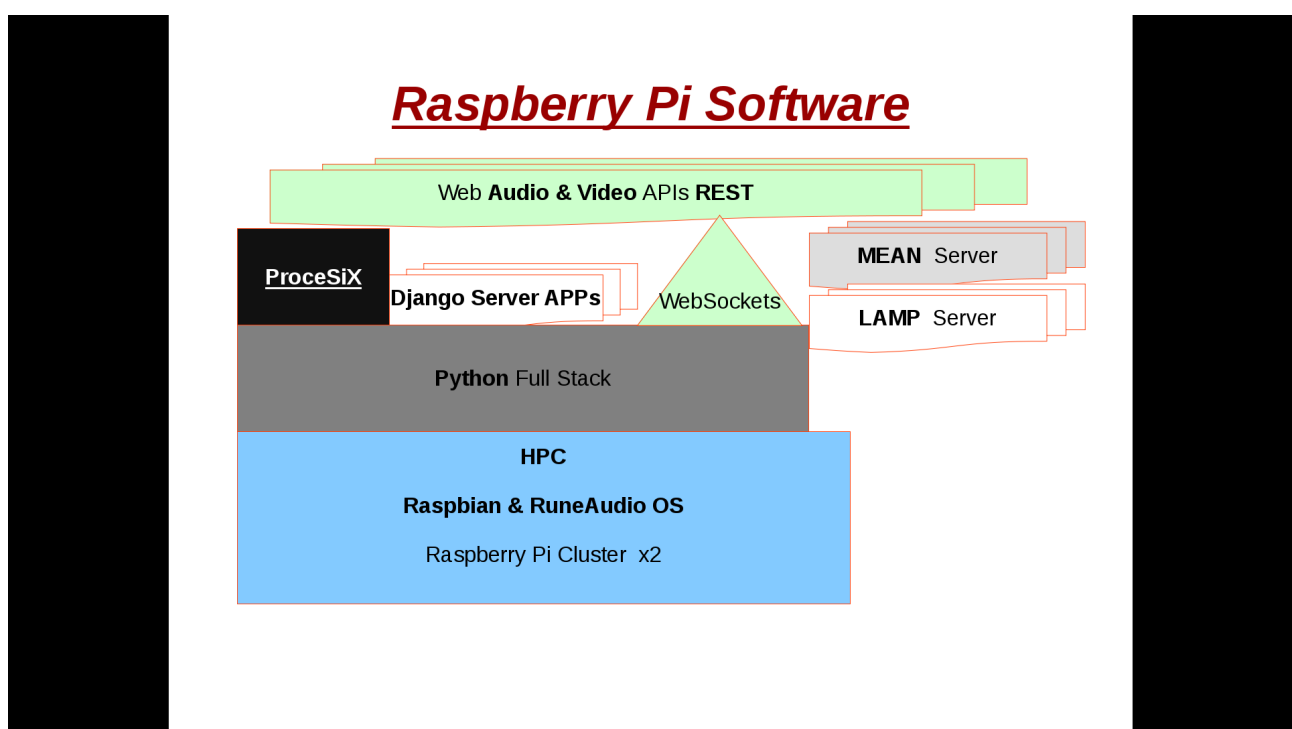 Raspberry Pi Software
Web Audio & Video APIs REST
ProceSiX
Django Server APPs
WebSockets
MEAN Server
LAMP Server
Python Full Stack
HPC
Raspbian & RuneAudio OS
Raspberry Pi Cluster x2